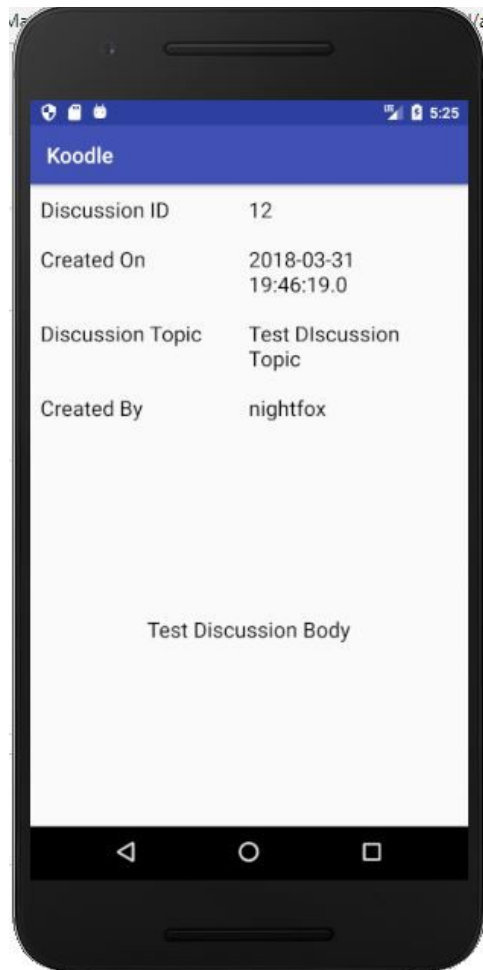 5:25
Koodle
Discussion ID 12
Created On 2018-03-31
19:46:19.0
Discussion Topic Test DIscussion
Topic
Created By nightfox
Test Discussion Body